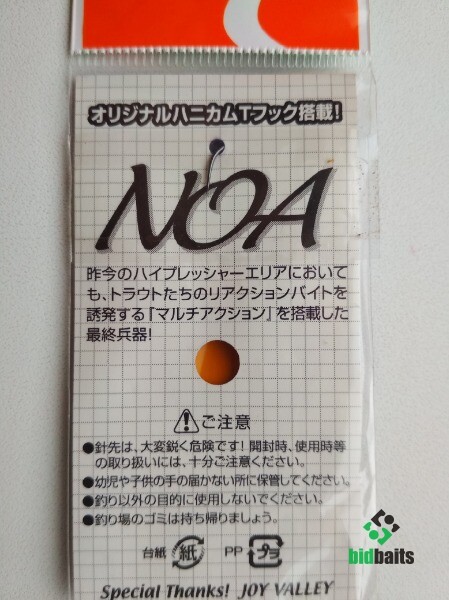 オリジナルハニカムTフック搭載!
NOA
昨今のハイプレッシャーエリアにおいて
も、トラウトたちのリアクションバイトを
誘発する『マルチアクション』を搭載した
最終兵器!
ご注意
●針先は、大変鋭く危険です!開封時、使用時等
の取り扱いには、十分ご注意ください。
●幼児や子供の手の届かない所に保管してください。
●釣り以外の目的に使用しないでください。
●釣り場のゴミは持ち帰りましょう。
台紙 紙 PP プラ
bidbaits
Special Thanks! JOY VALLEY